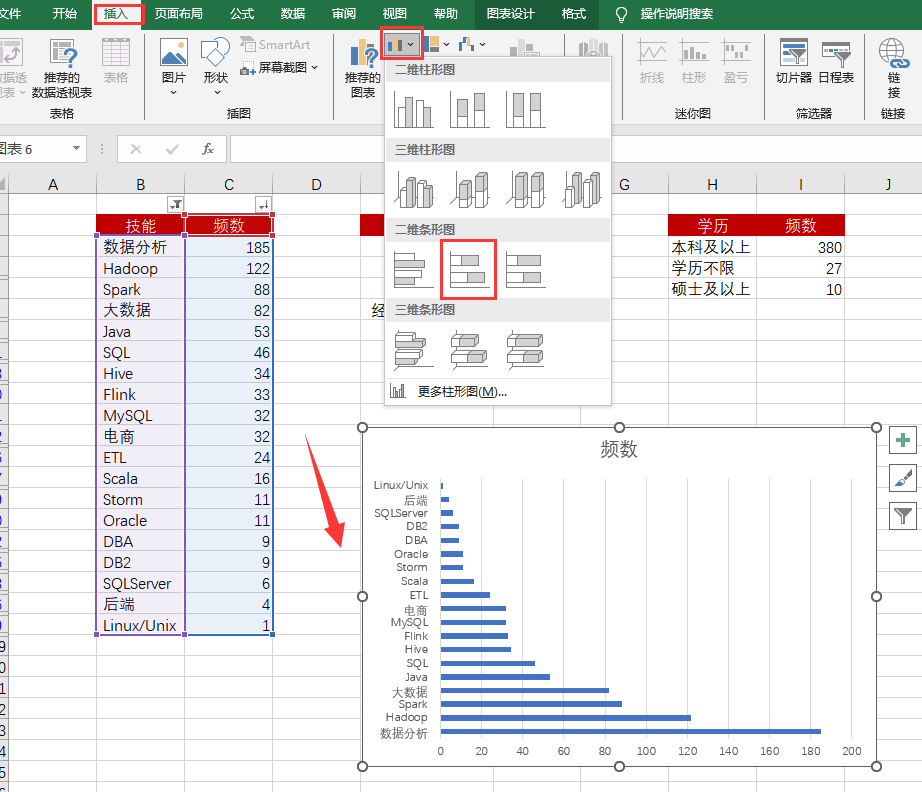 文件 开始 插入 页面布局 公式 数据 审阅 视图 帮助 图表设计 格式 操作说明搜索
推荐的
数据透视表
表格
表格
图片
形状
SmartArt
屏幕截图
插图
推荐的
图表
折线
柱形
盈亏
迷你图
切片器
日程表
筛选器
链
接
链接
图表 6
fx
二维柱形图
三维柱形图
二维条形图
三维条形图
更多柱形图(M)...
A B C D G H I J
技能 频数
数据分析 185
Hadoop 122
Spark 88
大数据 82
Java 53
SQL 46
Hive 34
Flink 33
MySQL 32
电商 32
ETL 24
Scala 16
Storm 11
Oracle 11
DBA 9
DB2 9
SQLServer 6
后端 4
Linux/Unix 1
经
学历 频数
本科及以上 380
学历不限 27
硕士及以上 10
频数
Linux/Unix
后端
SQLServer
DB2
DBA
Oracle
Storm
Scala
ETL
电商
MySQL
Flink
Hive
SQL
Java
大数据
Spark
Hadoop
数据分析
0 20 40 60 80 100 120 140 160 180 200